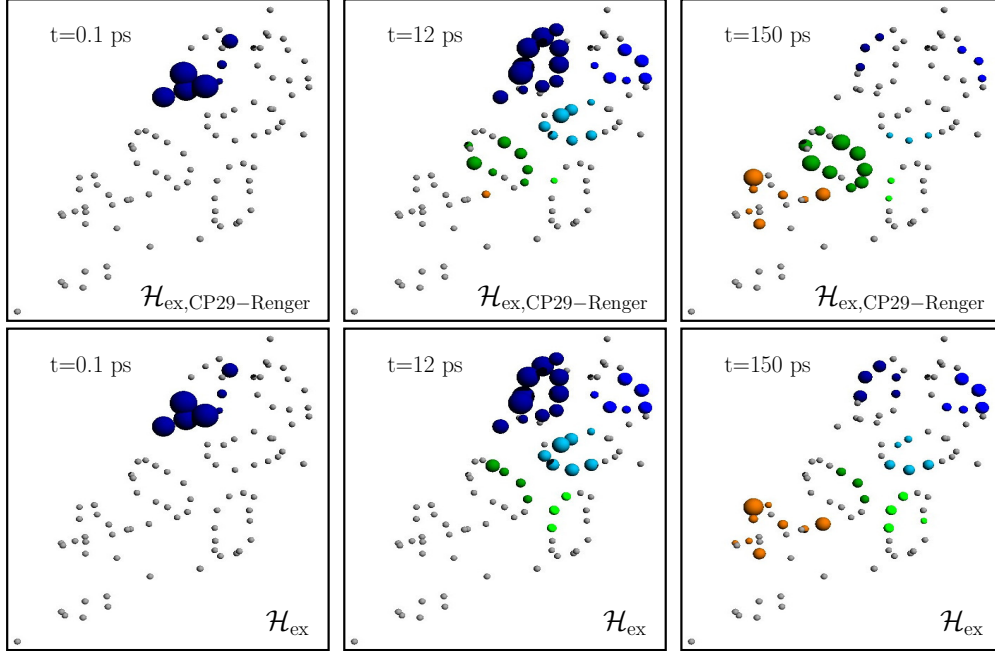 t=0.1 ps
t=12 ps
t=150 ps
ℋex,CP29−Renger
ℋex,CP29−Renger
ℋex,CP29−Renger
t=0.1 ps
t=12 ps
t=150 ps
ℋex
ℋex
ℋex